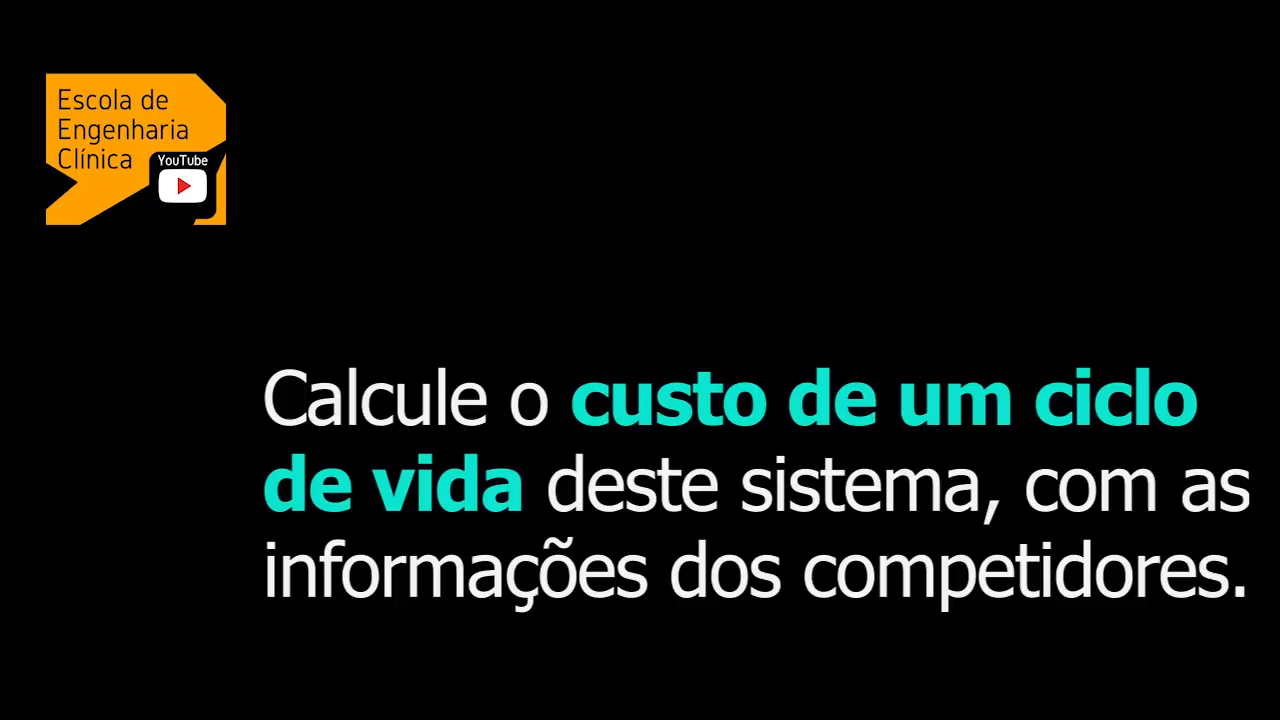 Escola de
Engenharia
Clínica
YouTube
Calcule o custo de um ciclo
de vida deste sistema, com as
informações dos competidores.